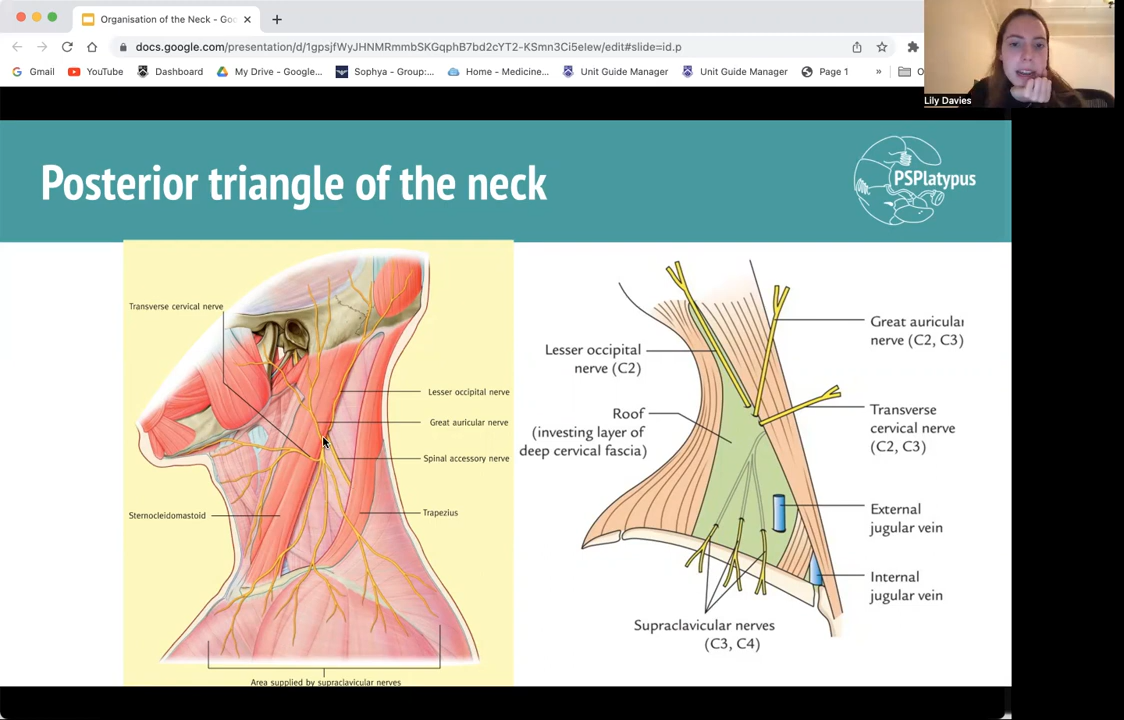 Organisation of the Neck - Goo
docs.google.com/presentation/d/1gpsjfWyJHNMRmmbSKGqphB7bd2cYT2-KSmn3Ci5eIew/edit#slide=id.p
Gmail
YouTube
Dashboard
My Drive - Google...
Sophya - Group:...
Home - Medicine...
Unit Guide Manager
Unit Guide Manager
Page 1
»
O
Lily Davies
Posterior triangle of the neck
PSPlatypus
Transverse cervical nerve
Lesser occipital nerve
Great auricular nerve
Spinal accessory nerve
Sternocleidomastoid
Trapezius
Area supplied by supraclavicular nerves
Great auricular
nerve (C2, C3)
Lesser occipital
nerve (C2)
Roof
(investing layer of
deep cervical fascia)
Transverse
cervical nerve
(C2, C3)
External
jugular vein
Internal
jugular vein
Supraclavicular nerves
(C3, C4)